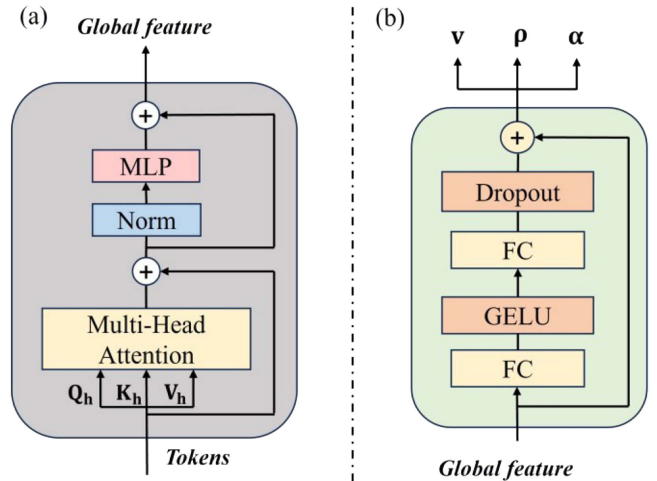 (a)
Global feature
+
MLP
Norm
+
Multi-Head
Attention
Qh Kh Vh
Tokens
(b)
v ρ α
+
Dropout
FC
GELU
FC
Global feature